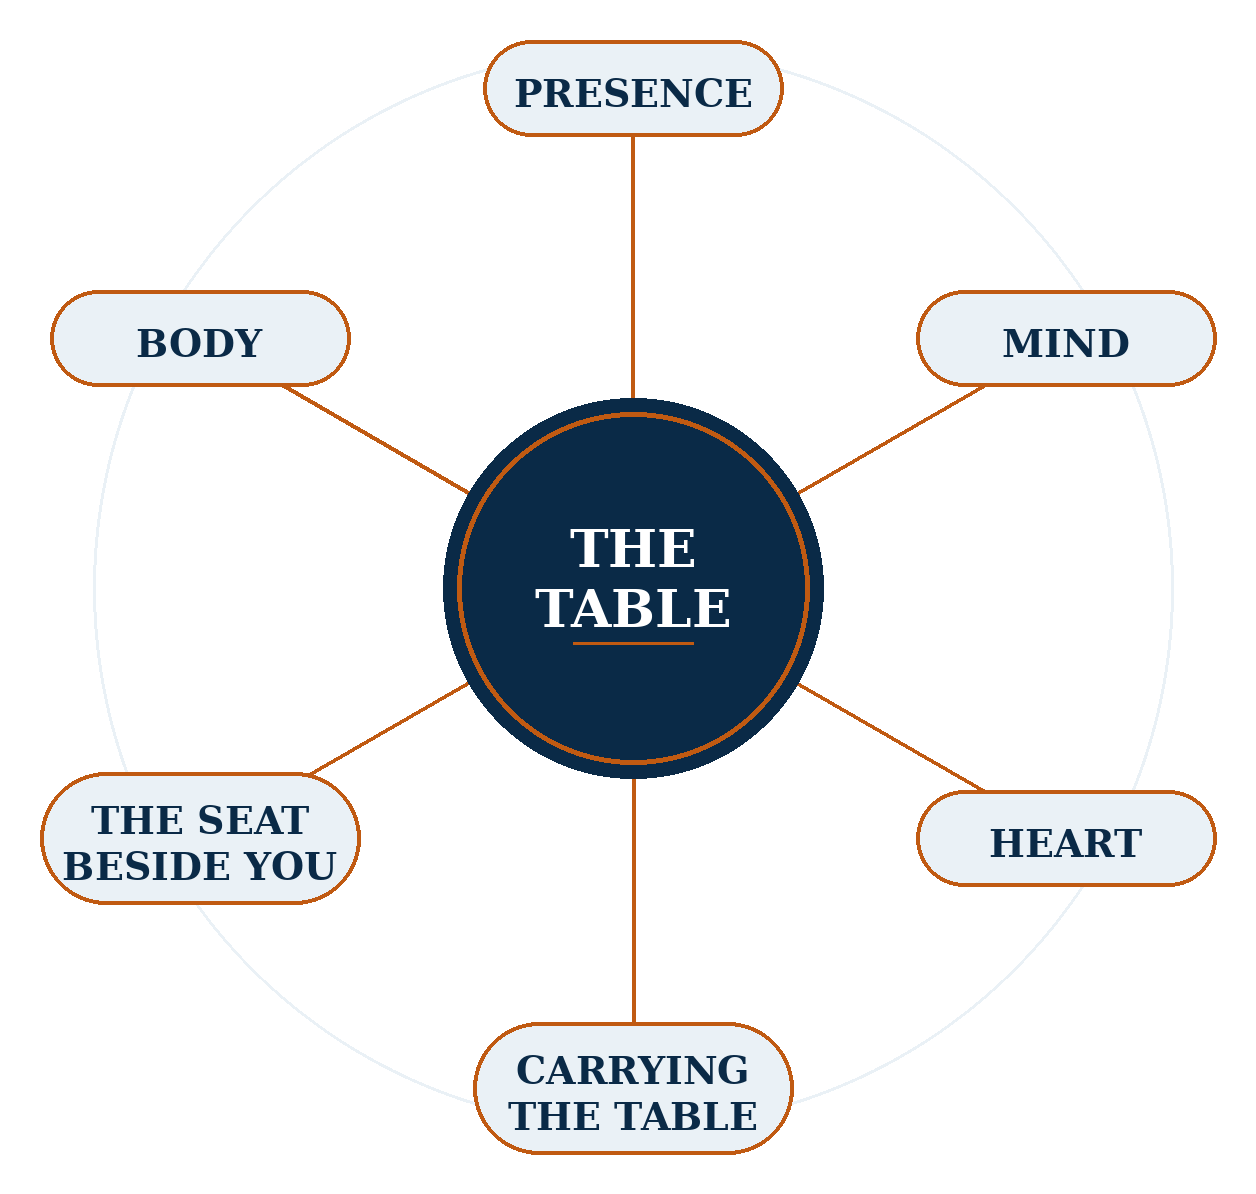 PRESENCE
BODY
MIND
THE
TABLE
THE SEAT
BESIDE YOU
HEART
CARRYING
THE TABLE